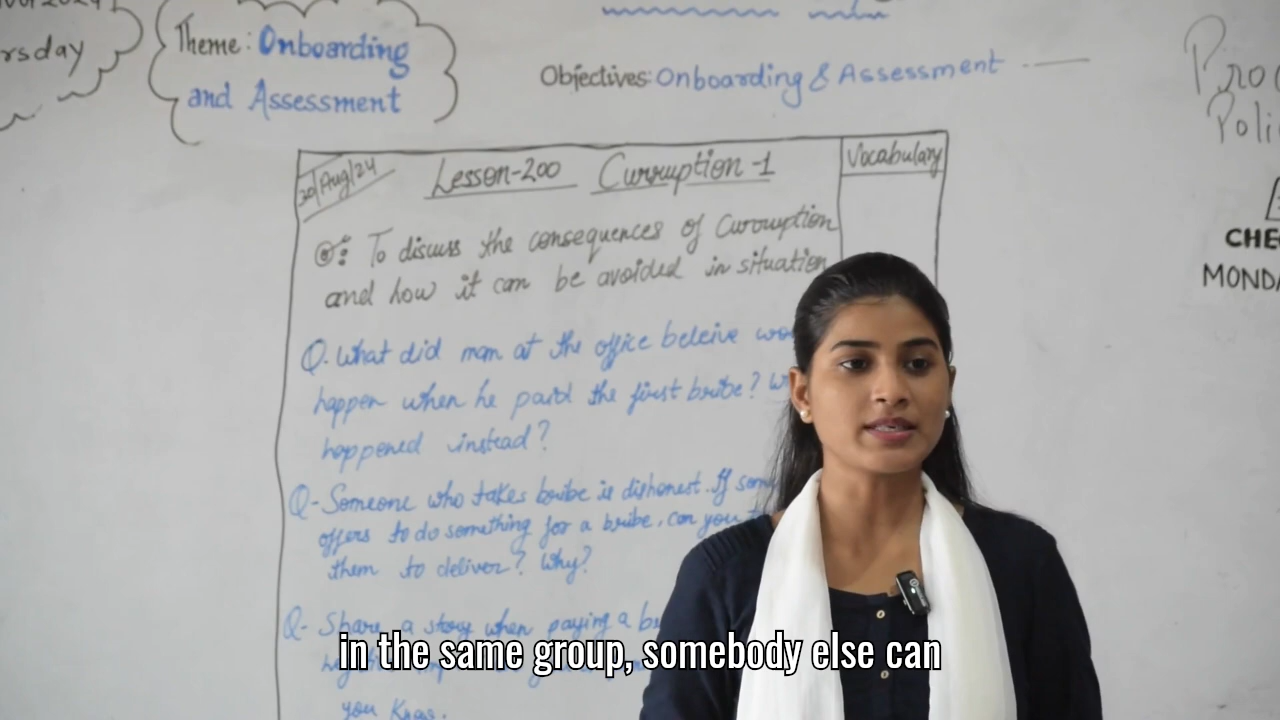 rsday
Theme: Onboarding
and Assessment
Objectives: Onboarding & Assessment
Proc
Poli
30/Aug/24
Lesson-200 Curruption-1
Vocabulary
To discuss the consequences of Curruption
and how it can be avoided in situation
CHE
MONDA
Q. What did man at the office beleive wo
happen when he paid the first bribe? W
happened instead?
Q- Someone who takes bribe is dishonest. If som
offers to do something for a bribe, can you t
them to deliver? Why?
Q- Share a story when paying a b
you Know.
in the same group, somebody else can